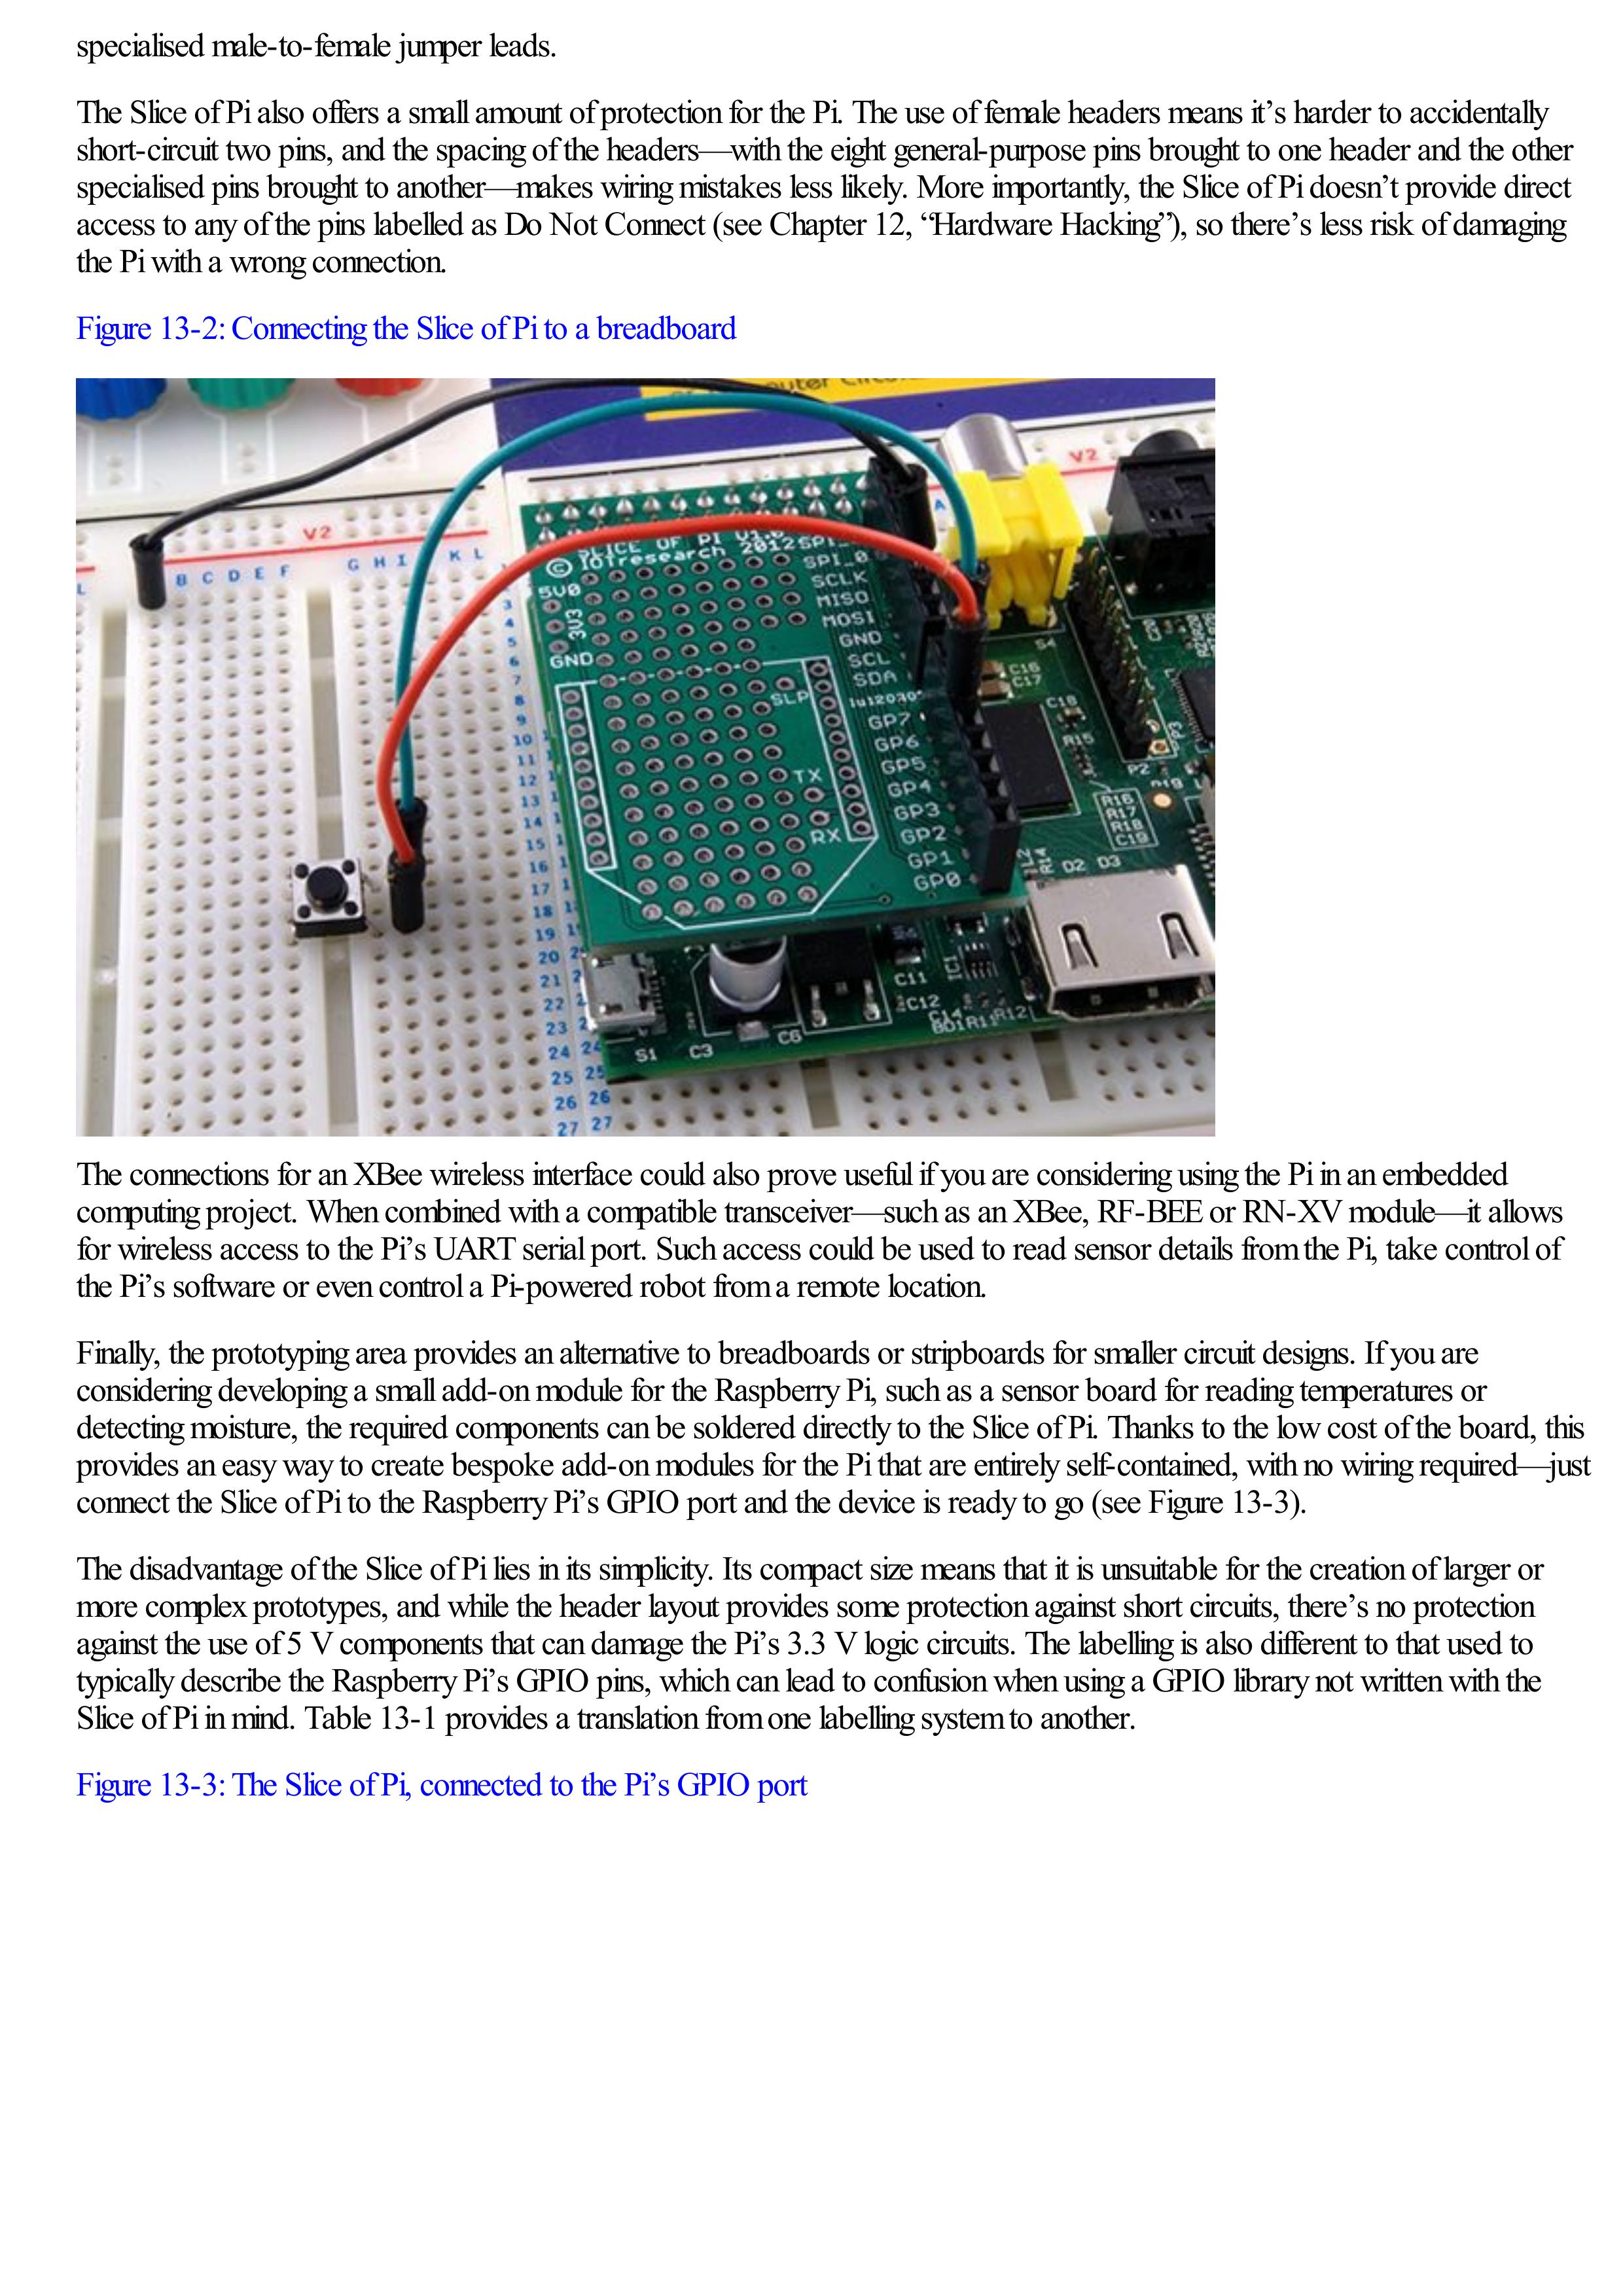 specialised male-to-female jumper leads.
The Slice of Pi also offers a small amount of protection for the Pi. The use of female headers means it’s harder to accidentally
short-circuit two pins, and the spacing of the headers—with the eight general-purpose pins brought to one header and the other
specialised pins brought to another—makes wiring mistakes less likely. More importantly, the Slice of Pi doesn’t provide direct
access to any of the pins labelled as Do Not Connect (see Chapter 12, “Hardware Hacking”), so there’s less risk of damaging
the Pi with a wrong connection.
Figure 13-2: Connecting the Slice of Pi to a breadboard
V2
V2
B C D E F
G H I K L
SLICE OF PI
© IOTresearch 2012
SPI_0
SCLK
MISO
MOSI
GND
SCL
SDA
5V0
3V3
GND
SLP
GP7
GP6
GP5
GP4
GP3
GP2
GP1
GP0
TX
RX
S4
C16
C17
C18
R15
P2
P3
R16
R17
R18
C19
D2 D3
C11
C12
IC1
S1 C3 C6
3
4
5
6
7
8
9
10
11
12
13
14
15
16
17
18
19
20
21
22
23
24 24
25 25
26 26
27 27
The connections for an XBee wireless interface could also prove useful if you are considering using the Pi in an embedded
computing project. When combined with a compatible transceiver—such as an XBee, RF-BEE or RN-XV module—it allows
for wireless access to the Pi’s UART serial port. Such access could be used to read sensor details from the Pi, take control of
the Pi’s software or even control a Pi-powered robot from a remote location.
Finally, the prototyping area provides an alternative to breadboards or stripboards for smaller circuit designs. If you are
considering developing a small add-on module for the Raspberry Pi, such as a sensor board for reading temperatures or
detecting moisture, the required components can be soldered directly to the Slice of Pi. Thanks to the low cost of the board, this
provides an easy way to create bespoke add-on modules for the Pi that are entirely self-contained, with no wiring required—just
connect the Slice of Pi to the Raspberry Pi’s GPIO port and the device is ready to go (see Figure 13-3).
The disadvantage of the Slice of Pi lies in its simplicity. Its compact size means that it is unsuitable for the creation of larger or
more complex prototypes, and while the header layout provides some protection against short circuits, there’s no protection
against the use of 5 V components that can damage the Pi’s 3.3 V logic circuits. The labelling is also different to that used to
typically describe the Raspberry Pi’s GPIO pins, which can lead to confusion when using a GPIO library not written with the
Slice of Pi in mind. Table 13-1 provides a translation from one labelling system to another.
Figure 13-3: The Slice of Pi, connected to the Pi’s GPIO port